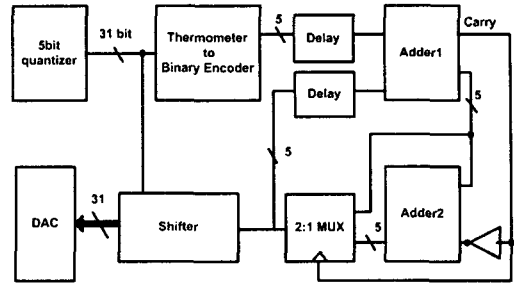 5bit
quantizer
31 bit
Thermometer
to
Binary Encoder
5
Delay
Adder1
Carry
Delay
5
5
DAC
31
Shifter
2:1 MUX
5
Adder2